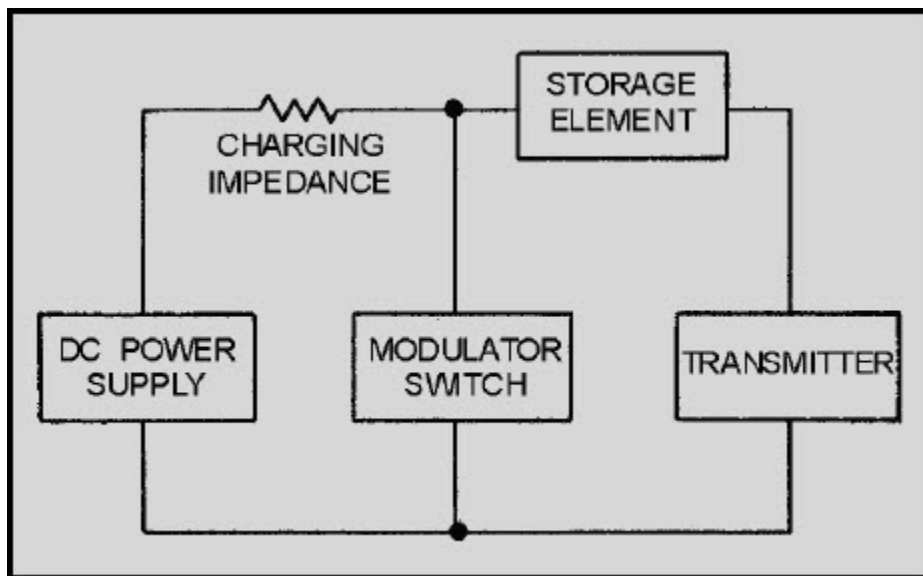 STORAGE
ELEMENT
CHARGING
IMPEDANCE
DC POWER
SUPPLY
MODULATOR
SWITCH
TRANSMITTER